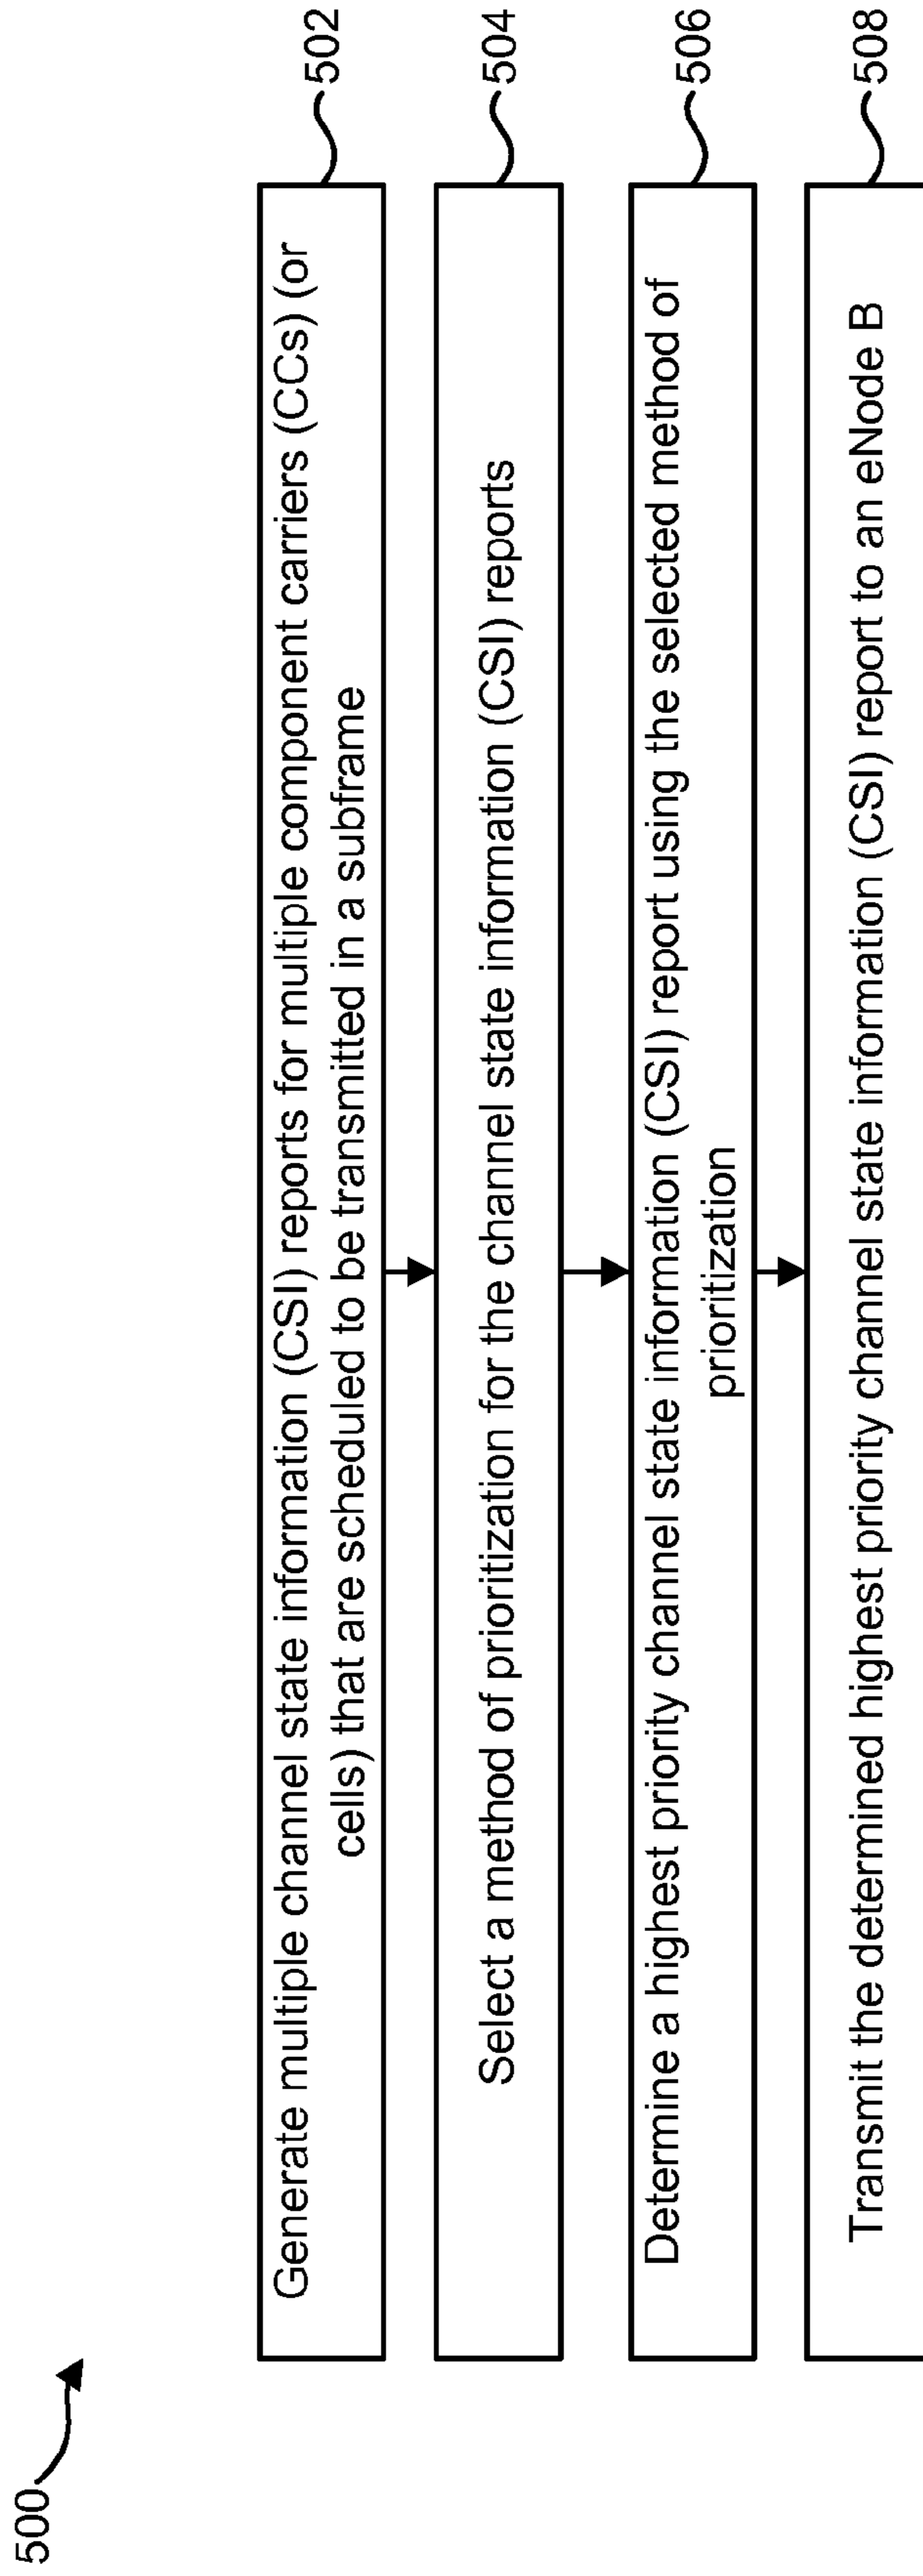 500
Generate multiple channel state information (CSI) reports for multiple component carriers (CCs) (or
cells) that are scheduled to be transmitted in a subframe
502
Select a method of prioritization for the channel state information (CSI) reports
504
Determine a highest priority channel state information (CSI) report using the selected method of
prioritization
506
Transmit the determined highest priority channel state information (CSI) report to an eNode B
508